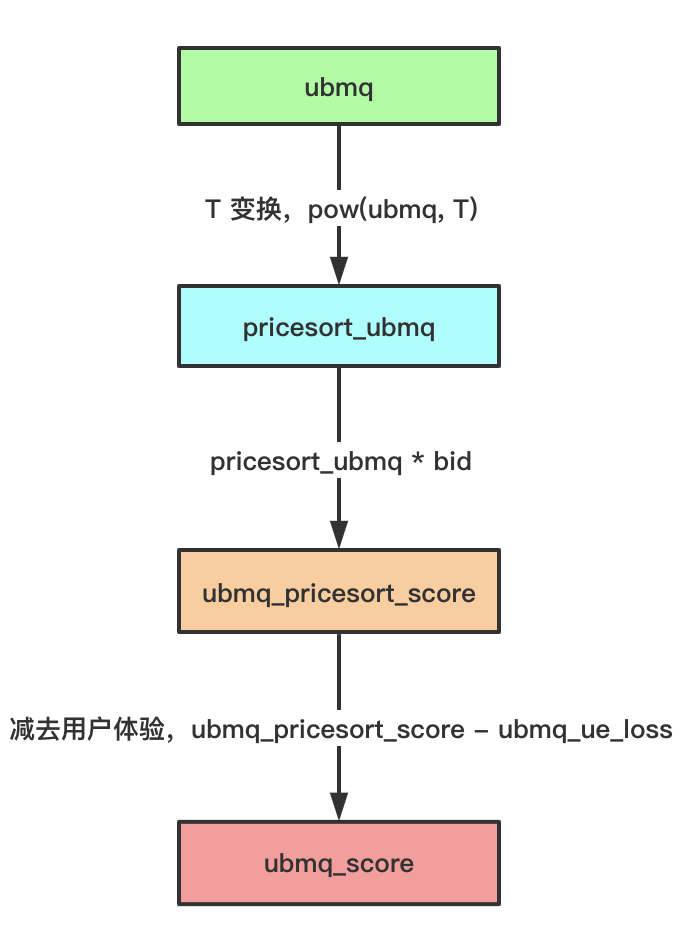 ubmq
T 变换，pow(ubmq, T)
pricesort_ubmq
pricesort_ubmq * bid
ubmq_pricesort_score
减去用户体验，ubmq_pricesort_score - ubmq_ue_loss
ubmq_score